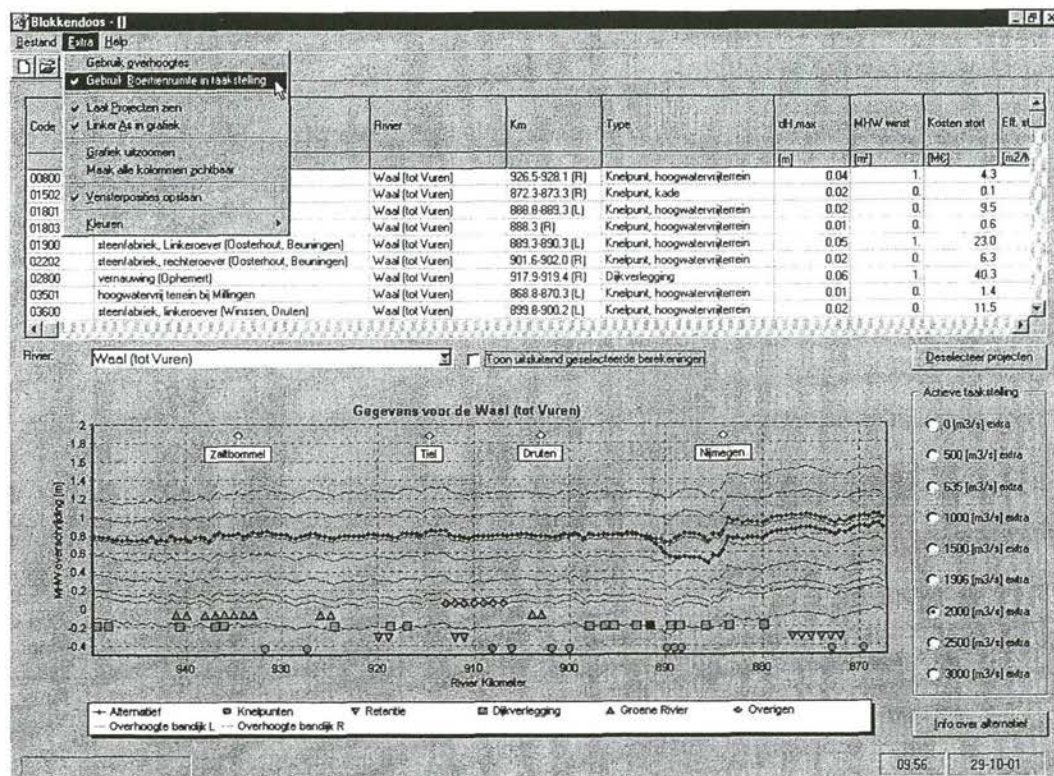 Blokkendoos - []
Bestand Extra Help
Gebruik overhoogtes
Gebruik Boertienruimte in taakstelling
Laat Projecten zien
Linker As in grafiek
Grafiek uitzoomen
Maak alle kolommen zichtbaar
Vensterposities opslaan
Kleuren
Code Rivier Km Type dH,max MHW winst Kosten stort Eff. st
[m] [m²] [M€] [m2/M
00800 Waal (tot Vuren) 926.5-928.1 (R) Knelpunt, hoogwatervrijterrein 0.04 1. 4.3
01502 Waal (tot Vuren) 872.3-873.3 (R) Knelpunt, kade 0.02 0. 0.1
01801 Waal (tot Vuren) 888.8-889.3 (L) Knelpunt, hoogwatervrijterrein 0.02 0. 9.5
01803 Waal (tot Vuren) 888.3 (R) Knelpunt, hoogwatervrijterrein 0.01 0. 0.6
01900 steenfabriek, Linkeroever (Oosterhout, Beuningen) Waal (tot Vuren) 889.3-890.3 (L) Knelpunt, hoogwatervrijterrein 0.05 1. 23.0
02202 steenfabriek, rechteroever (Oosterhout, Beuningen) Waal (tot Vuren) 901.6-902.0 (R) Knelpunt, hoogwatervrijterrein 0.02 0. 6.3
02800 vernauwing (Ophemert) Waal (tot Vuren) 917.9-919.4 (R) Dijkverlegging 0.06 1. 40.3
03501 hoogwatervrij terrein bij Millingen Waal (tot Vuren) 868.8-870.3 (L) Knelpunt, hoogwatervrijterrein 0.01 0. 1.4
03600 steenfabriek, linkeroever (Winssen, Druten) Waal (tot Vuren) 899.8-900.2 (L) Knelpunt, hoogwatervrijterrein 0.02 0. 11.5
Rivier: Waal (tot Vuren) Toon uitsluitend geselecteerde berekeningen Deselecteer projecten
Gegevens voor de Waal (tot Vuren)
MHW overschrijding [m]
2
1.8
1.6
1.4
1.2
1
0.8
0.6
0.4
0.2
0
-0.2
-0.4
Zaltbommel Tiel Druten Nijmegen
940 930 920 910 900 890 880 870
Rivier Kilometer
Alternatief Knelpunten Retentie Dijkverlegging Groene Rivier Overigen
Overhoogte bandijk L Overhoogte bandijk R
Actieve taakstelling
0 [m3/s] extra
500 [m3/s] extra
635 [m3/s] extra
1000 [m3/s] extra
1500 [m3/s] extra
1906 [m3/s] extra
2000 [m3/s] extra
2500 [m3/s] extra
3000 [m3/s] extra
Info over alternatief
09:56 29-10-01